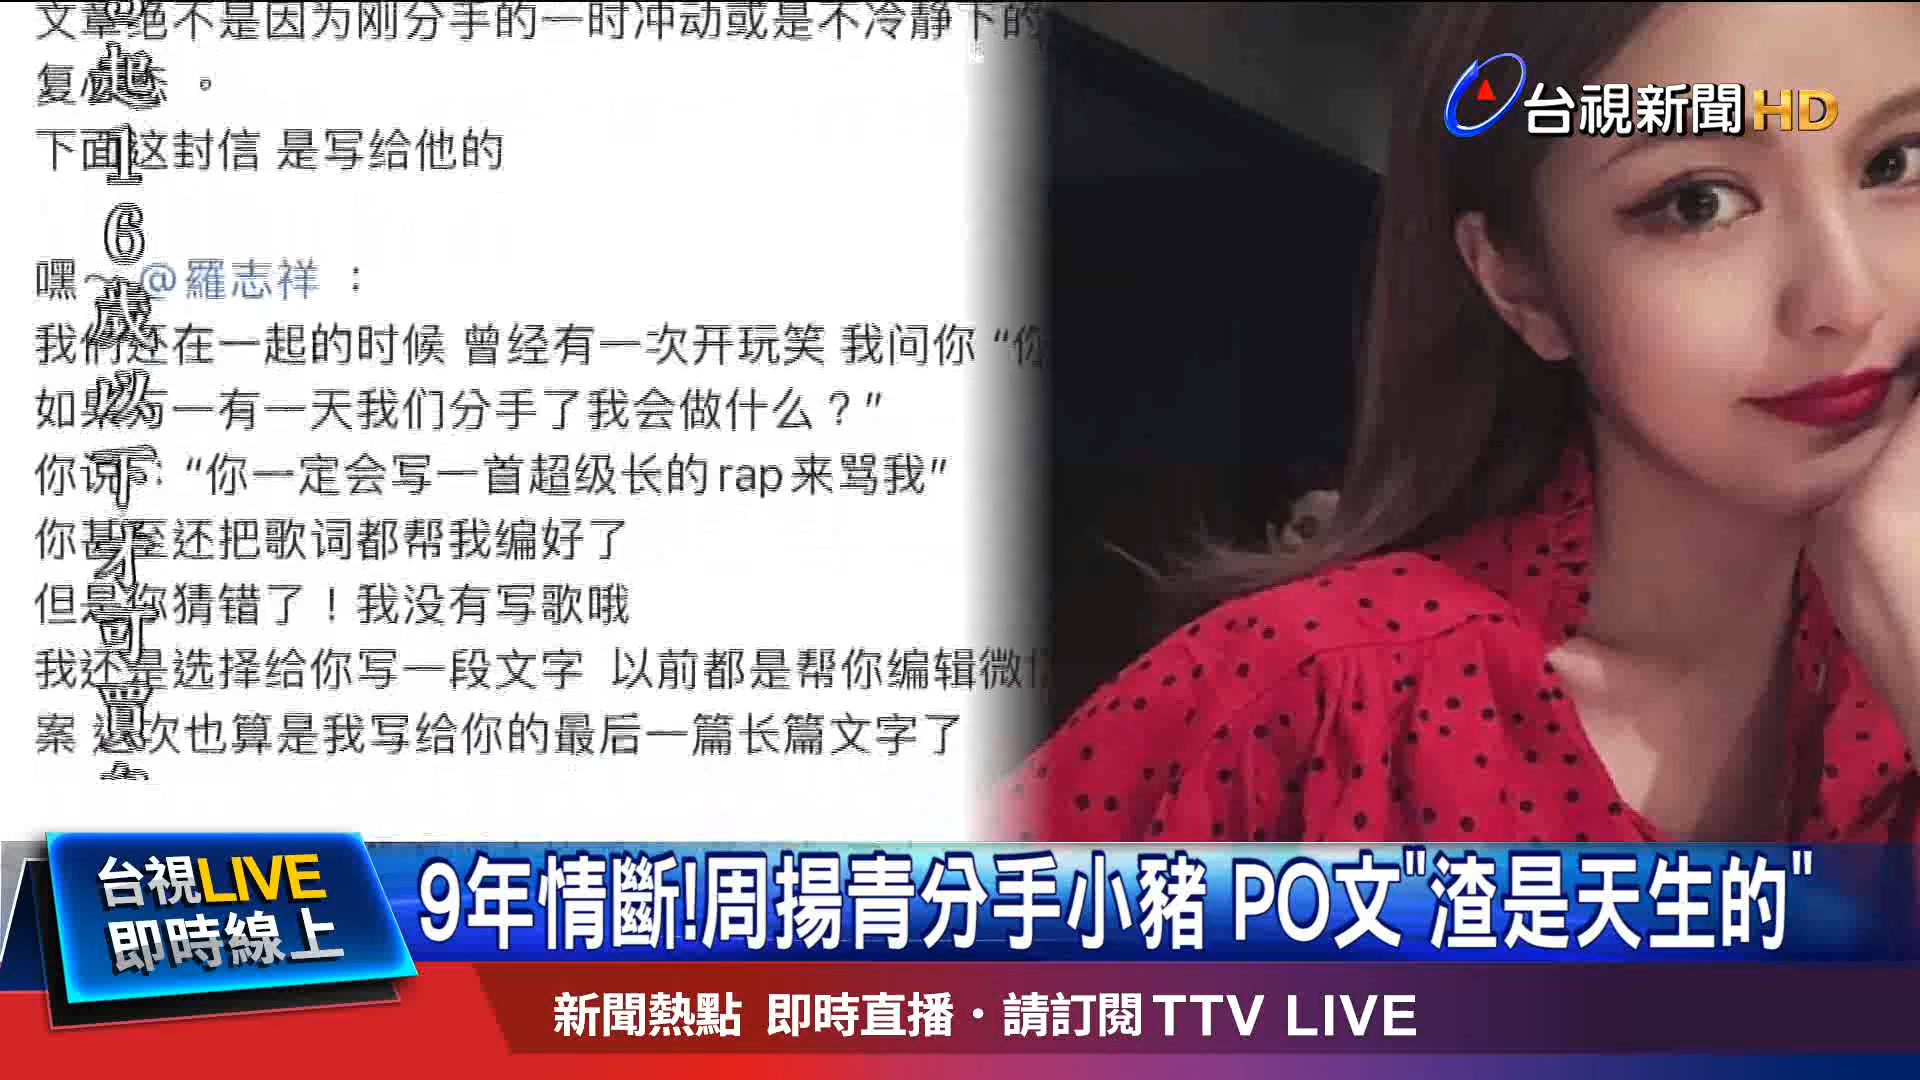 文章绝不是因为刚分手的一时冲动或是不冷静下的
复心态。
下面这封信 是写给他的
嘿~ @羅志祥 :
我们还在一起的时候 曾经有一次开玩笑 我问你 “你
如果万一有一天我们分手了我会做什么？”
你说：“你一定会写一首超级长的rap来骂我”
你甚至还把歌词都帮我编好了
但是你猜错了！我没有写歌哦
我还是选择给你写一段文字 以前都是帮你编辑微
案 这次也算是我写给你的最后一篇长篇文字了
起16歲以下才可買
台視新聞HD
台視LIVE
即時線上
9年情斷!周揚青分手小豬 PO文"渣是天生的"
新聞熱點 即時直播・請訂閱TTV LIVE